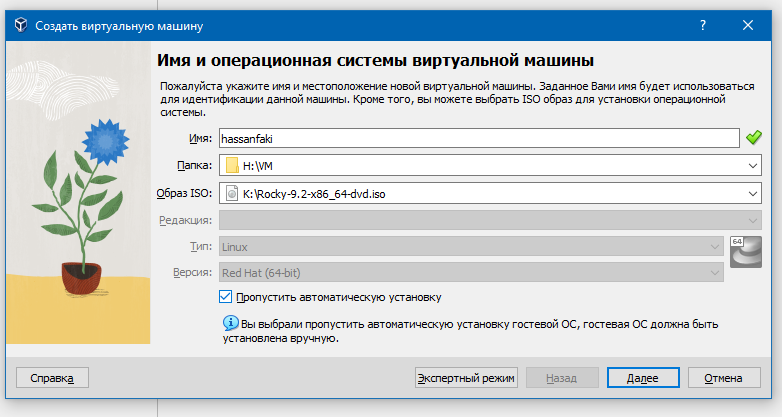 Создать виртуальную машину
Имя и операционная системы виртуальной машины
Пожалуйста укажите имя и местоположение новой виртуальной машины. Заданное Вами имя будет использоваться
для идентификации данной машины. Кроме того, вы можете выбрать ISO образ для установки операционной
системы.
Имя: hassanfaki
Папка: H:\VM
Образ ISO: K:\Rocky-9.2-x86_64-dvd.iso
Редакция:
Тип: Linux
64
Версия: Red Hat (64-bit)
Пропустить автоматическую установку
Вы выбрали пропустить автоматическую установку гостевой ОС, гостевая ОС должна быть
установлена вручную.
Справка Экспертный режим Назад Далее Отмена